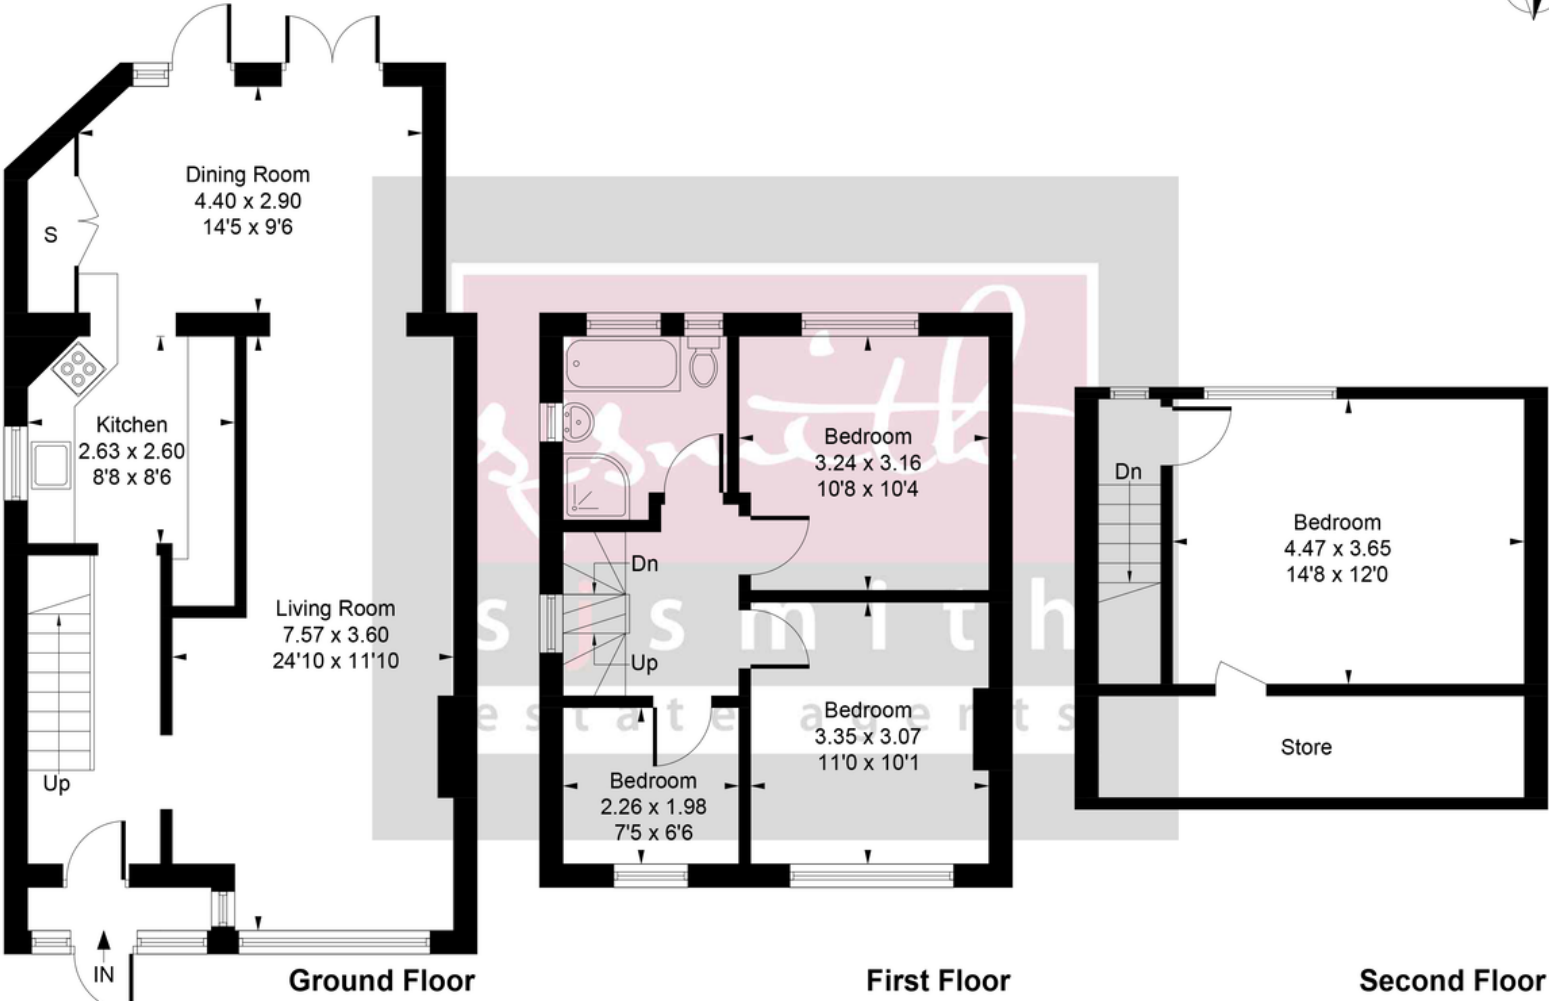 Dining Room
4.40 x 2.90
14'5 x 9'6
S
Kitchen
2.63 x 2.60
8'8 x 8'6
Living Room
7.57 x 3.60
24'10 x 11'10
Up
IN
Ground Floor
s j smith
sjsmith
estate agents
Bedroom
3.24 x 3.16
10'8 x 10'4
Dn
Up
Bedroom
3.35 x 3.07
11'0 x 10'1
Bedroom
2.26 x 1.98
7'5 x 6'6
First Floor
Dn
Bedroom
4.47 x 3.65
14'8 x 12'0
Store
Second Floor